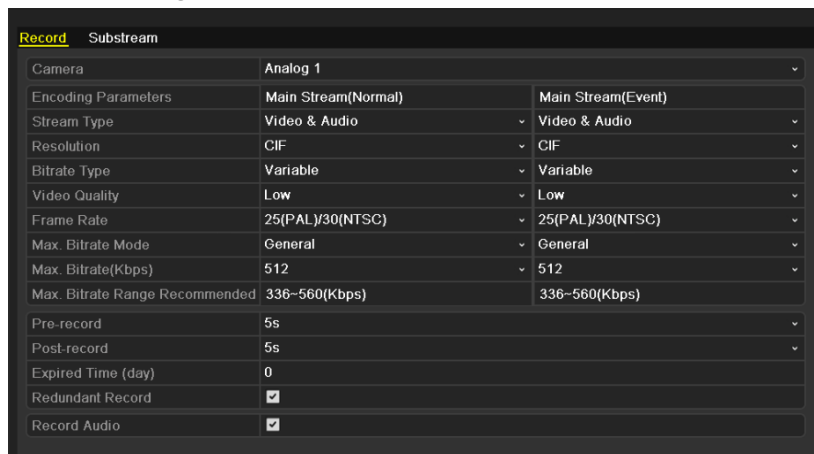 Record Substream
Camera Analog 1
Encoding Parameters Main Stream(Normal) Main Stream(Event)
Stream Type Video & Audio Video & Audio
Resolution CIF CIF
Bitrate Type Variable Variable
Video Quality Low Low
Frame Rate 25(PAL)/30(NTSC) 25(PAL)/30(NTSC)
Max. Bitrate Mode General General
Max. Bitrate(Kbps) 512 512
Max. Bitrate Range Recommended 336~560(Kbps) 336~560(Kbps)
Pre-record 5s
Post-record 5s
Expired Time (day) 0
Redundant Record
Record Audio